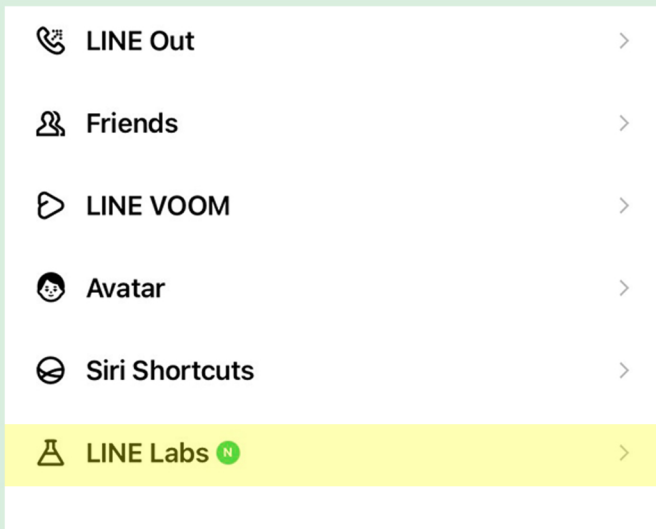 LINE Out
Friends
LINE VOOM
Avatar
Siri Shortcuts
LINE Labs N